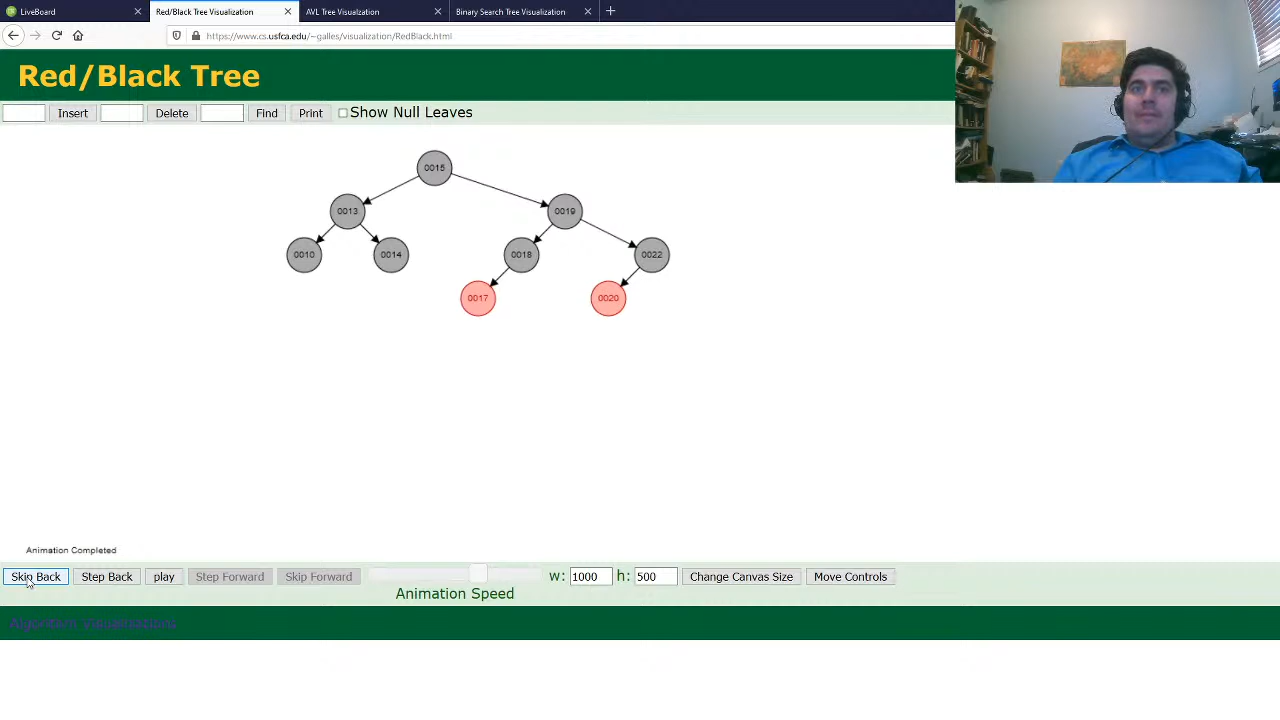 LiveBoard
Red/Black Tree Visualization
AVL Tree Visualzation
Binary Search Tree Visualization
https://www.cs.usfca.edu/~galles/visualization/RedBlack.html
Red/Black Tree
Insert
Delete
Find
Print
Show Null Leaves
0015
0013
0019
0010
0014
0018
0022
0017
0020
Animation Completed
Skip Back
Step Back
play
Step Forward
Skip Forward
w: 1000
h: 500
Change Canvas Size
Move Controls
Animation Speed
Algorithm Visualizations